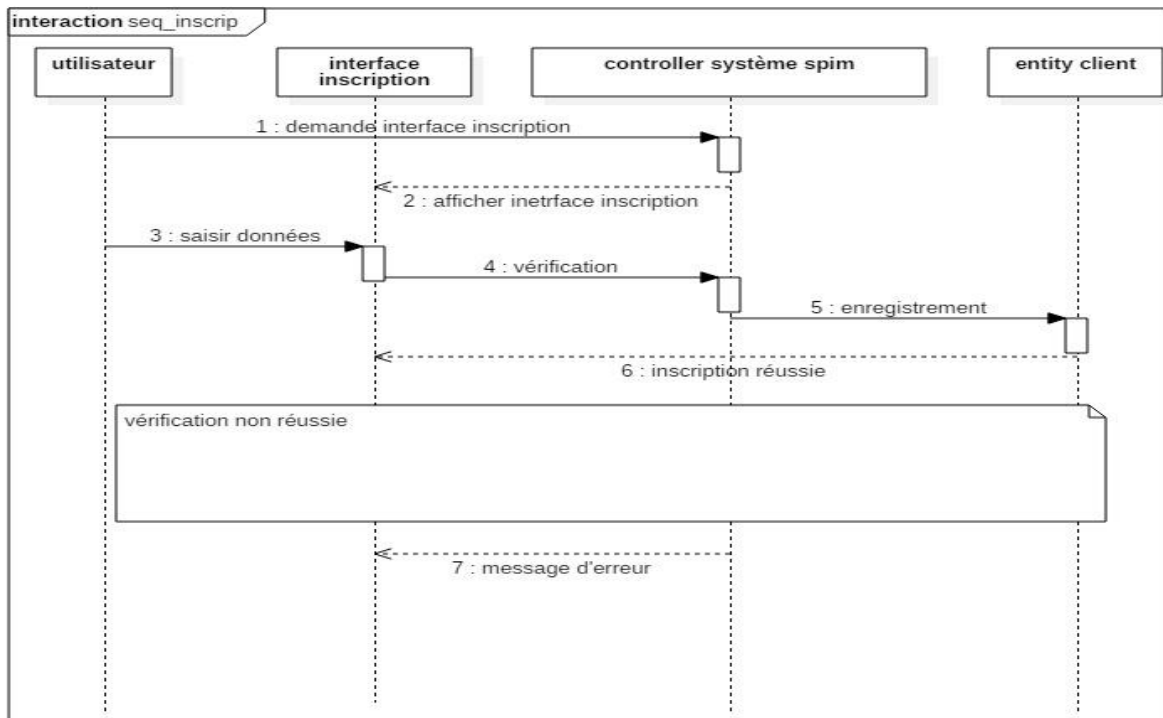 interaction seq_inscrip
utilisateur
interface
inscription
controller système spim
entity client
1 : demande interface inscription
2 : afficher inetrface inscription
3 : saisir données
4 : vérification
5 : enregistrement
6 : inscription réussie
vérification non réussie
7 : message d'erreur